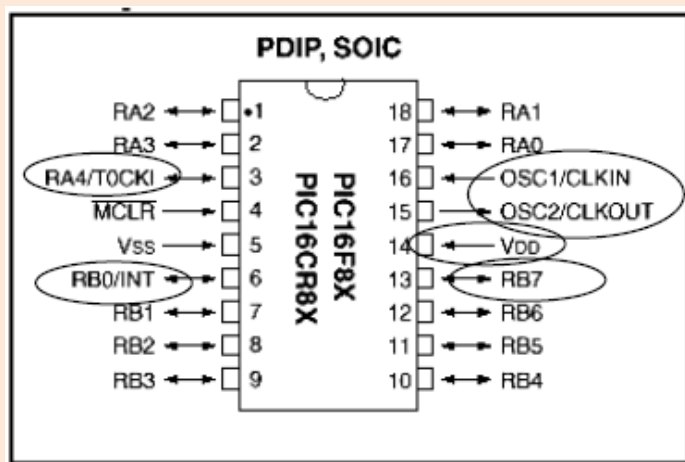 PDIP, SOIC
RA2 •1 18 RA1
RA3 2 17 RA0
RA4/T0CKI 3 16 OSC1/CLKIN
MCLR 4 15 OSC2/CLKOUT
VSS 5 14 VDD
RB0/INT 6 13 RB7
RB1 7 12 RB6
RB2 8 11 RB5
RB3 9 10 RB4
PIC16F8X
PIC16CR8X